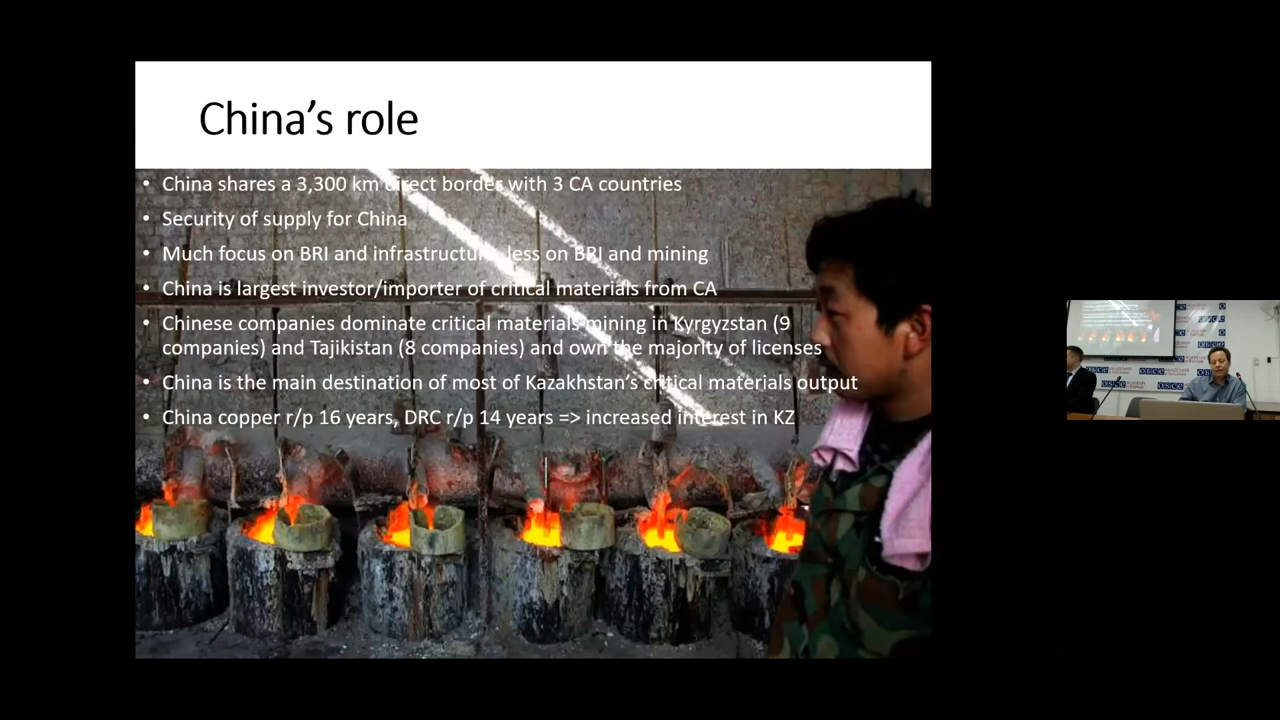 China's role
• China shares a 3,300 km direct border with 3 CA countries
• Security of supply for China
• Much focus on BRI and infrastructure, less on BRI and mining
• China is largest investor/importer of critical materials from CA
• Chinese companies dominate critical materials mining in Kyrgyzstan (9
companies) and Tajikistan (8 companies) and own the majority of licenses
• China is the main destination of most of Kazakhstan's critical materials output
• China copper r/p 16 years, DRC r/p 14 years => increased interest in KZ
osce